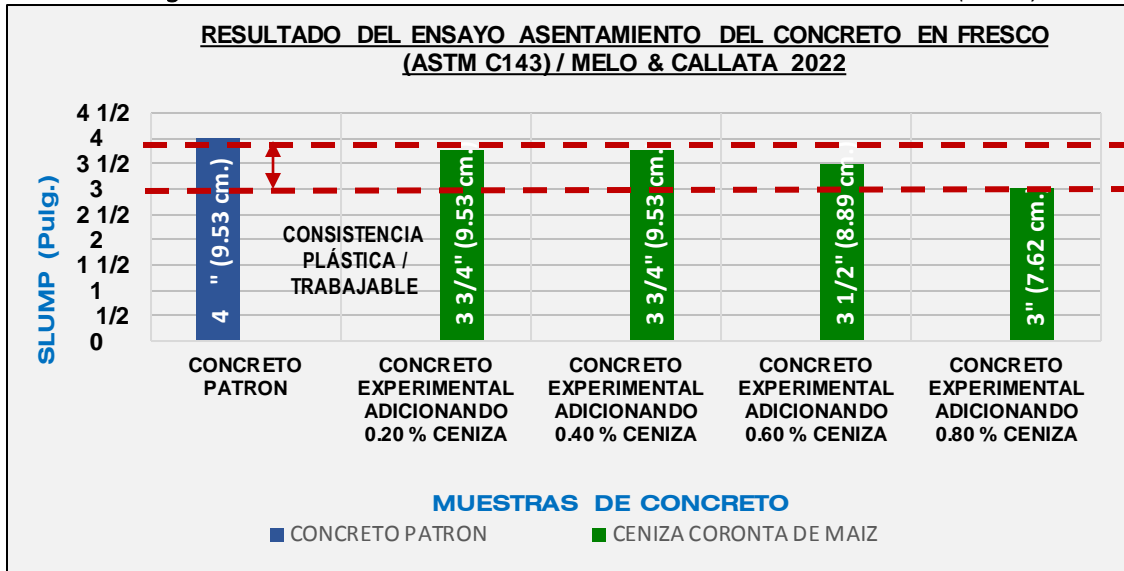 RESULTADO DEL ENSAYO ASENTAMIENTO DEL CONCRETO EN FRESCO
(ASTM C143) / MELO & CALLATA 2022
SLUMP (Pulg.)
4 1/2
4
3 1/2
3
2 1/2
2
1 1/2
1
1/2
0
4 " (9.53 cm.)
CONSISTENCIA
PLÁSTICA /
TRABAJABLE
3 3/4" (9.53 cm.)
3 3/4" (9.53 cm.)
3 1/2" (8.89 cm.)
3" (7.62 cm.)
CONCRETO
PATRON
CONCRETO
EXPERIMENTAL
ADICIONANDO
0.20 % CENIZA
CONCRETO
EXPERIMENTAL
ADICIONANDO
0.40 % CENIZA
CONCRETO
EXPERIMENTAL
ADICIONANDO
0.60 % CENIZA
CONCRETO
EXPERIMENTAL
ADICIONANDO
0.80 % CENIZA
MUESTRAS DE CONCRETO
CONCRETO PATRON
CENIZA CORONTA DE MAIZ